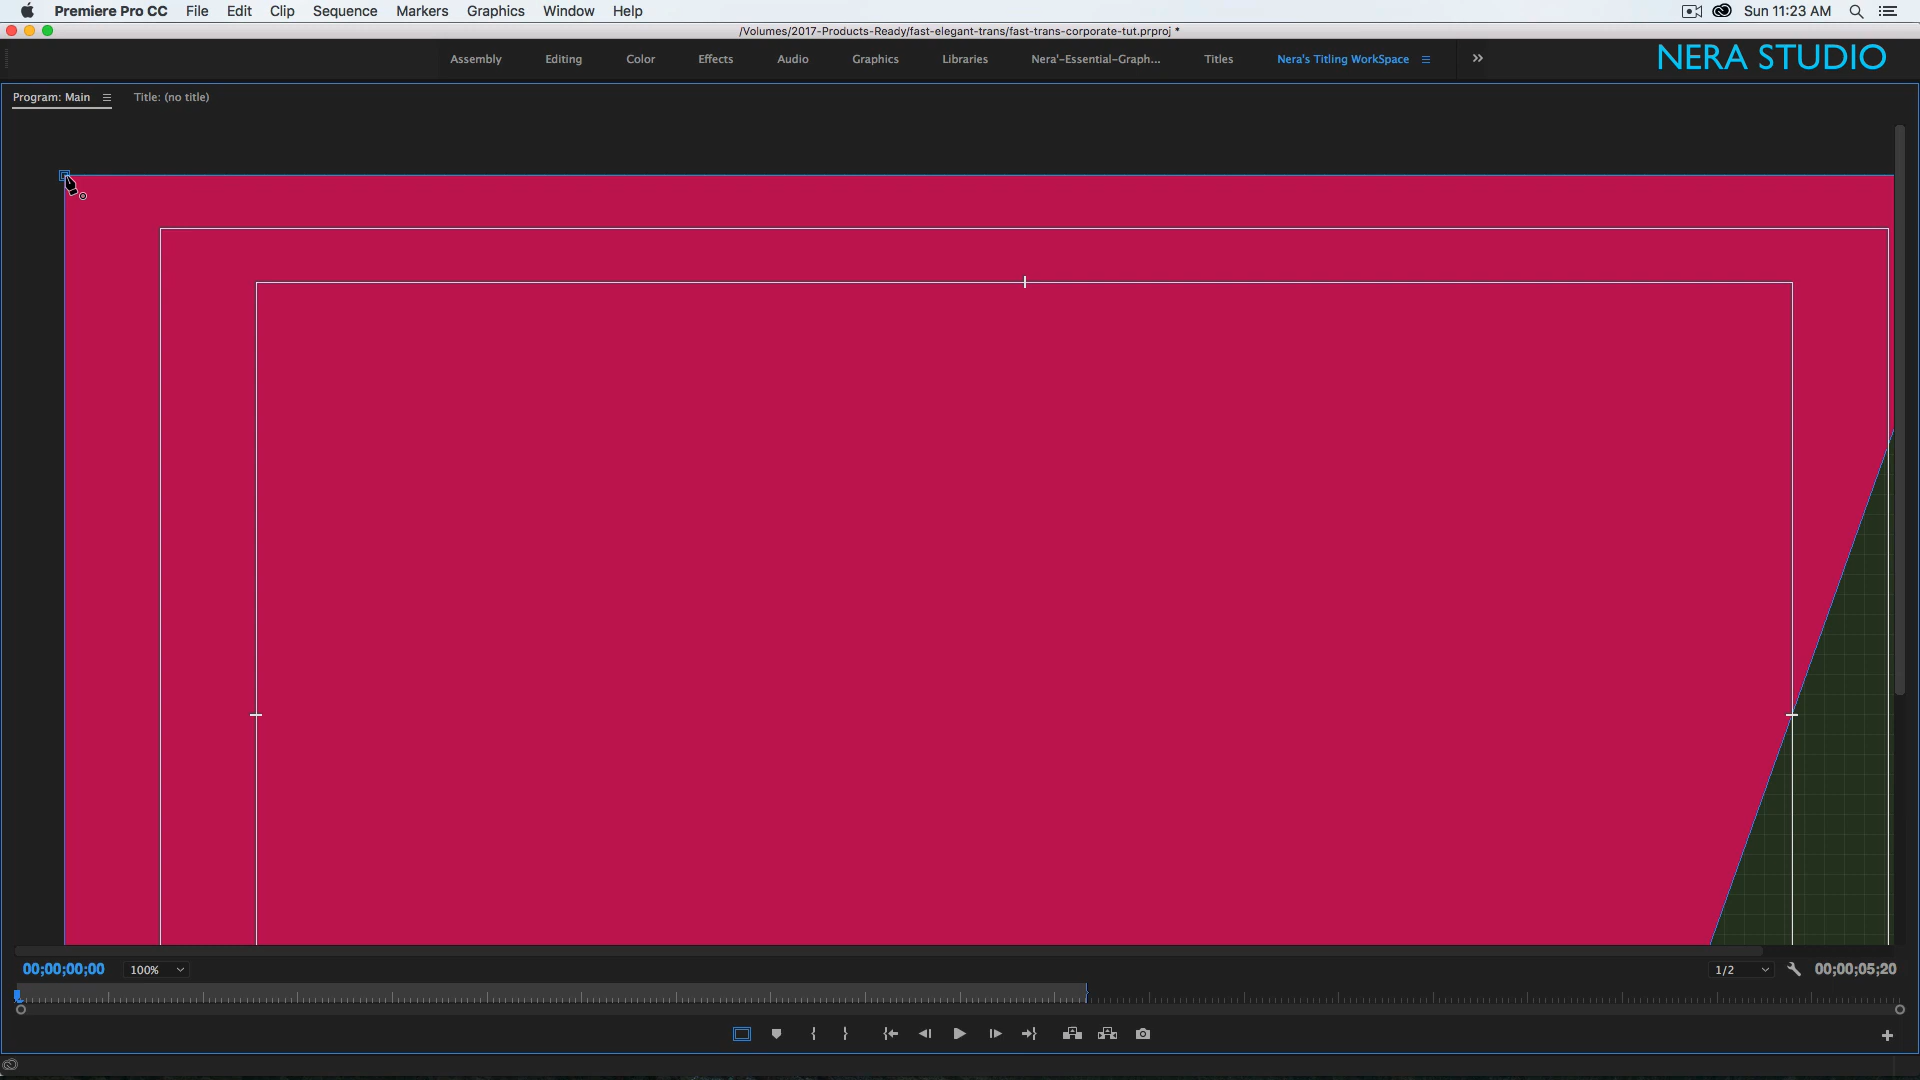 Premiere Pro CC File Edit Clip Sequence Markers Graphics Window Help Sun 11:23 AM
/Volumes/2017-Products-Ready/fast-elegant-trans/fast-trans-corporate-tut.prproj *
Assembly Editing Color Effects Audio Graphics Libraries Nera'-Essential-Graph... Titles Nera's Titling WorkSpace NERA STUDIO
Program: Main Title: (no title)
00;00;00;00 100% 1/2 00;00;05;20